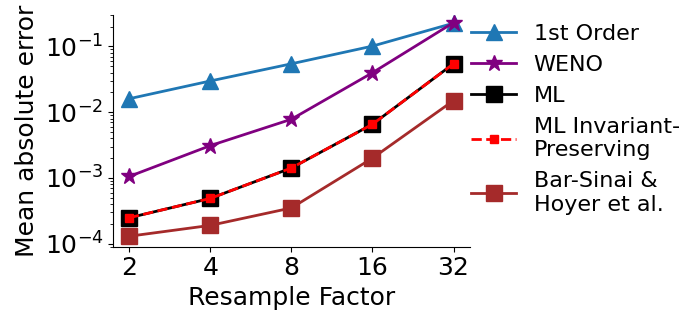 Mean absolute error
10⁻¹
10⁻²
10⁻³
10⁻⁴
2 4 8 16 32
Resample Factor
1st Order
WENO
ML
ML Invariant-
Preserving
Bar-Sinai &
Hoyer et al.